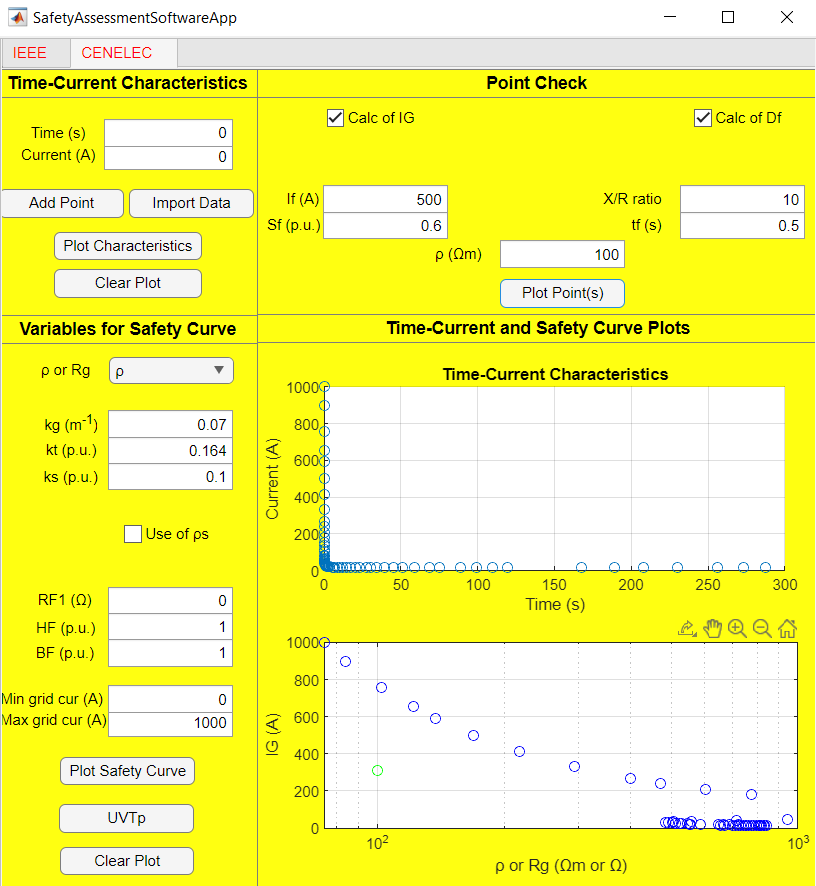 SafetyAssessmentSoftwareApp
IEEE
CENELEC
Time-Current Characteristics
Time (s) 0
Current (A) 0
Add Point
Import Data
Plot Characteristics
Clear Plot
Point Check
Calc of IG
Calc of Df
If (A) 500
X/R ratio 10
Sf (p.u.) 0.6
tf (s) 0.5
ρ (Ωm) 100
Plot Point(s)
Variables for Safety Curve
ρ or Rg ρ
kg (m⁻¹) 0.07
kt (p.u.) 0.164
ks (p.u.) 0.1
Use of ρs
RF1 (Ω) 0
HF (p.u.) 1
BF (p.u.) 1
Min grid cur (A) 0
Max grid cur (A) 1000
Plot Safety Curve
UVTp
Clear Plot
Time-Current and Safety Curve Plots
Time-Current Characteristics
Current (A)
1000
800
600
400
200
0
0 50 100 150 200 250 300
Time (s)
IG (A)
1000
800
600
400
200
0
10² 10³
ρ or Rg (Ωm or Ω)